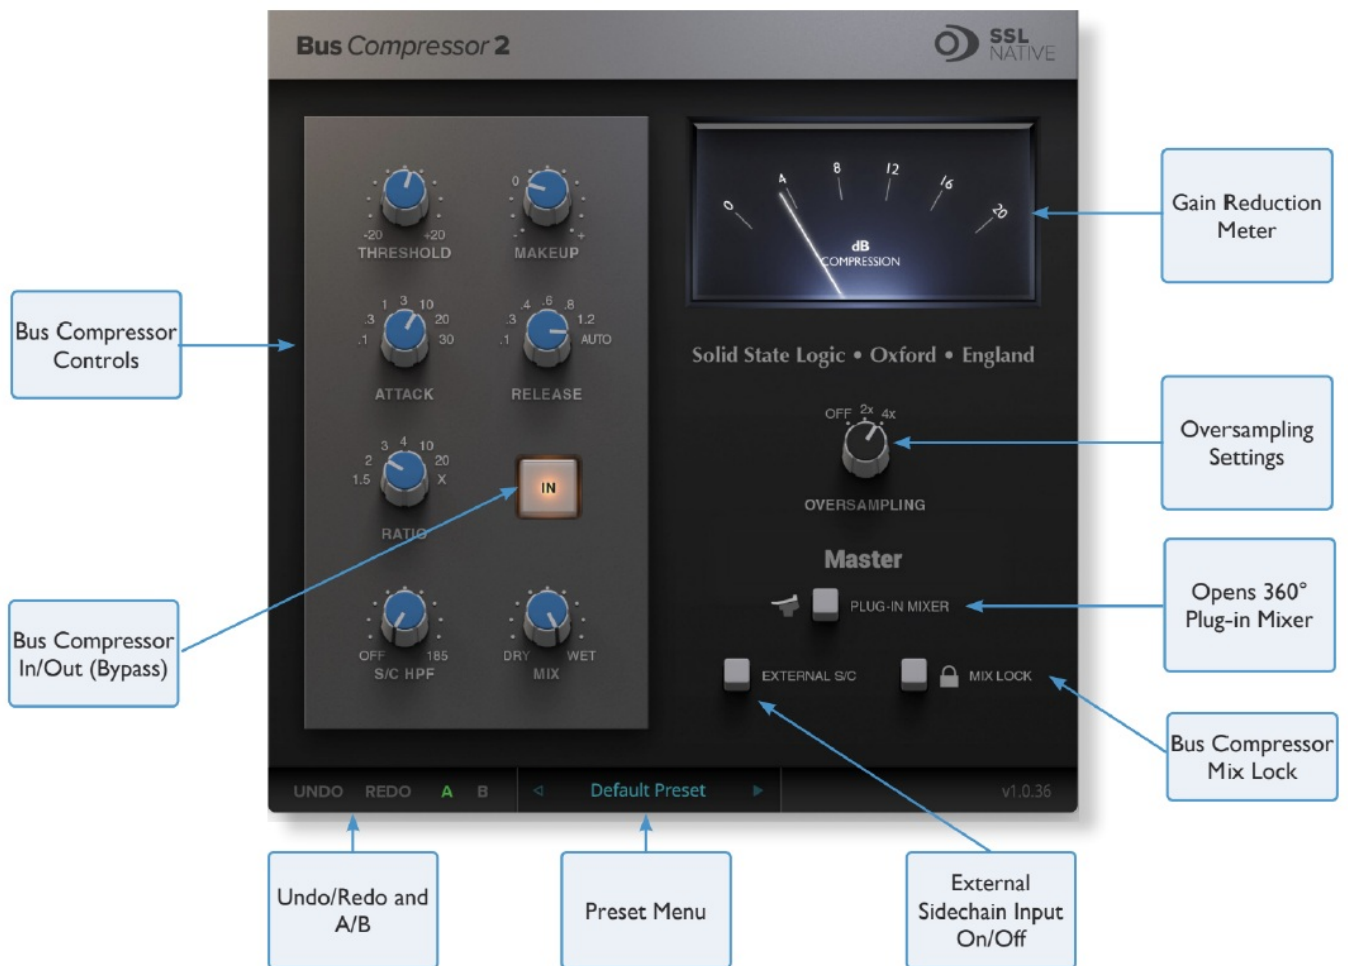 Bus Compressor 2
SSL
NATIVE
0
-20 +20
THRESHOLD
- +
MAKEUP
0 4 8 12 16 20
dB
COMPRESSION
Gain Reduction
Meter
Bus Compressor
Controls
.1 .3 1 3 10 20 30
ATTACK
.1 .3 .4 .6 .8 1.2 AUTO
RELEASE
Solid State Logic • Oxford • England
OFF 2x 4x
OVERSAMPLING
Oversampling
Settings
1.5 2 3 4 10 20 X
RATIO
IN
Master
PLUG-IN MIXER
Opens 360°
Plug-in Mixer
Bus Compressor
In/Out (Bypass)
OFF 185
S/C HPF
DRY WET
MIX
EXTERNAL S/C
MIX LOCK
Bus Compressor
Mix Lock
UNDO REDO A B
Default Preset
v1.0.36
Undo/Redo and
A/B
Preset Menu
External
Sidechain Input
On/Off